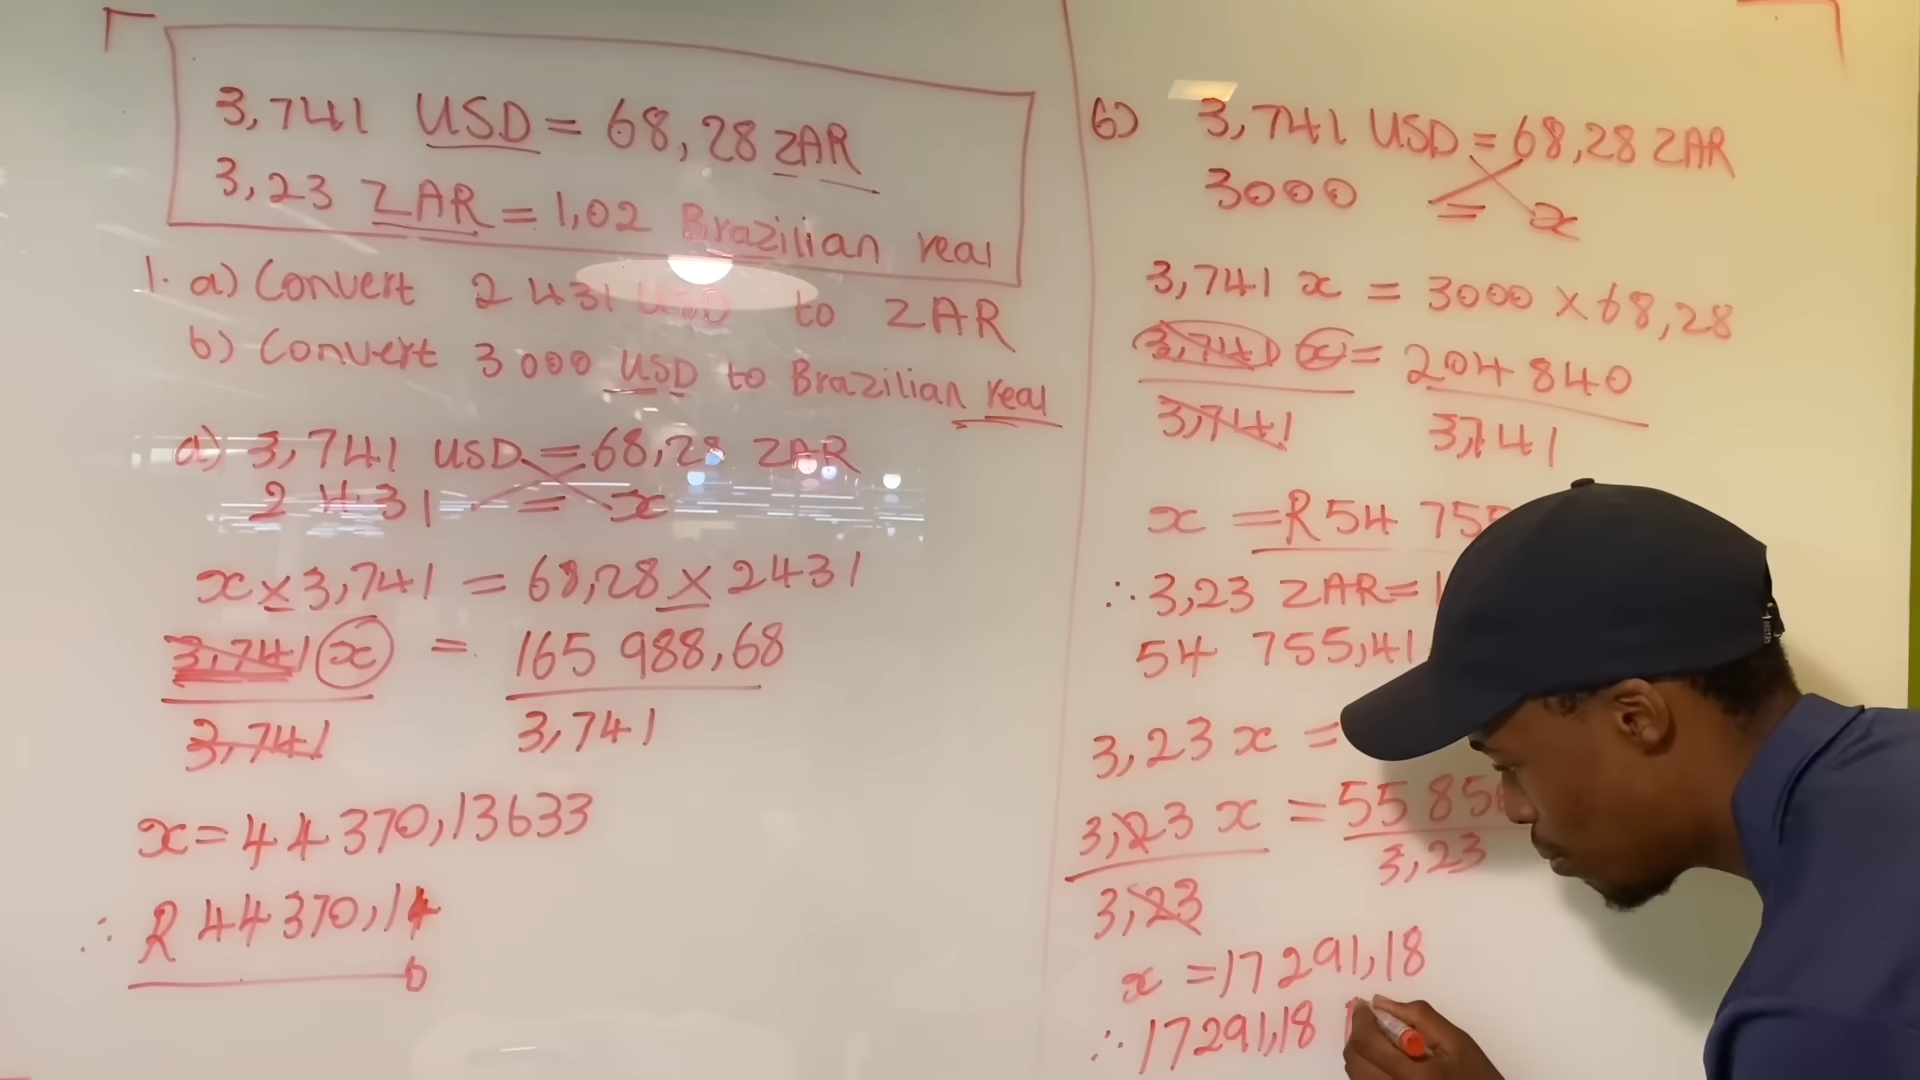 3,741 USD = 68,28 ZAR
3,23 ZAR = 1,02 Brazilian real
1. a) Convert 2 431 USD to ZAR
b) Convert 3 000 USD to Brazilian real
a) 3,741 USD = 68,28 ZAR
2 431 = x
x × 3,741 = 68,28 × 2431
3,741 x = 165 988,68
3,741 3,741
x = 44 370,13633
∴ R 44 370,14
6) 3,741 USD = 68,28 ZAR
3000 = x
3,741 x = 3000 × 68,28
3,741 x = 204 840
3,741 3,741
x = R54 755
∴ 3,23 ZAR = 1
54 755,41
3,23 x =
3,23 x = 55 85
3,23 3,23
x = 17 291,18
∴ 17291,18